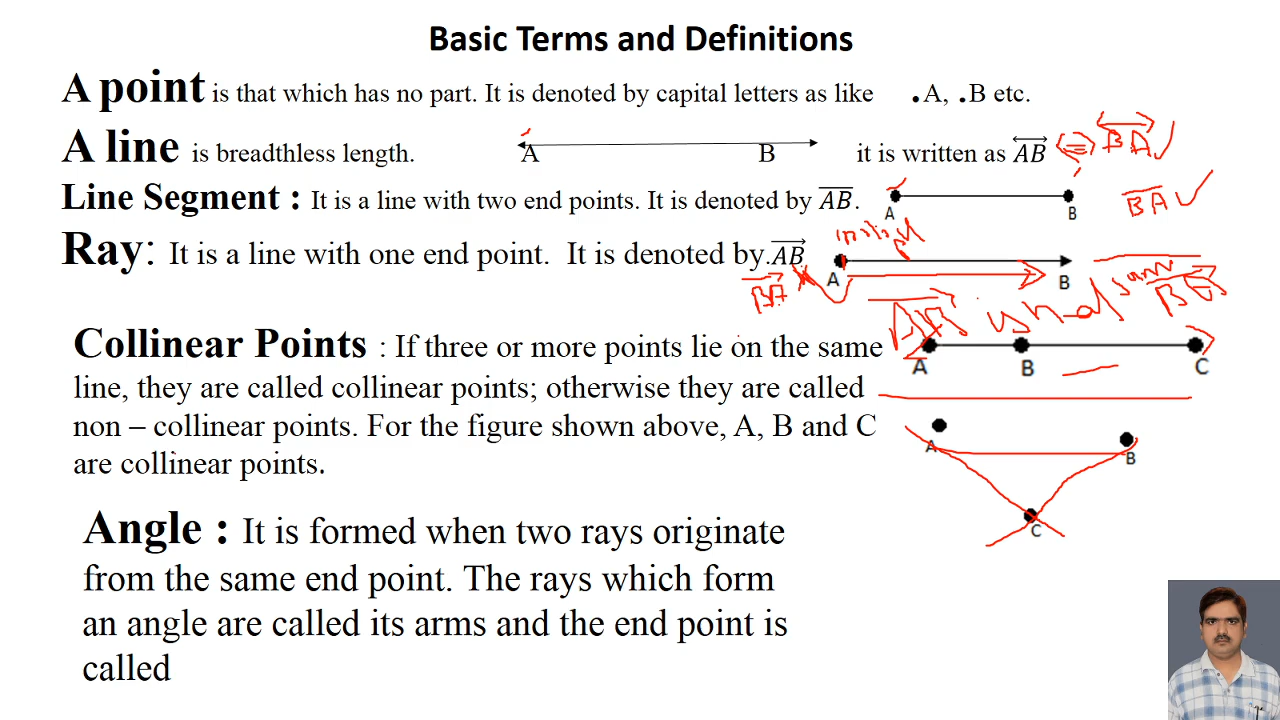 Basic Terms and Definitions
A point is that which has no part. It is denoted by capital letters as like .A, .B etc.
A line is breadthless length. A B it is written as AB BA
Line Segment : It is a line with two end points. It is denoted by AB. A B BA
Ray: It is a line with one end point. It is denoted by.AB A B
initial
BA
is not same
Collinear Points : If three or more points lie on the same
A B C
line, they are called collinear points; otherwise they are called
non – collinear points. For the figure shown above, A, B and C
A B
are collinear points.
C
Angle : It is formed when two rays originate
from the same end point. The rays which form
an angle are called its arms and the end point is
called